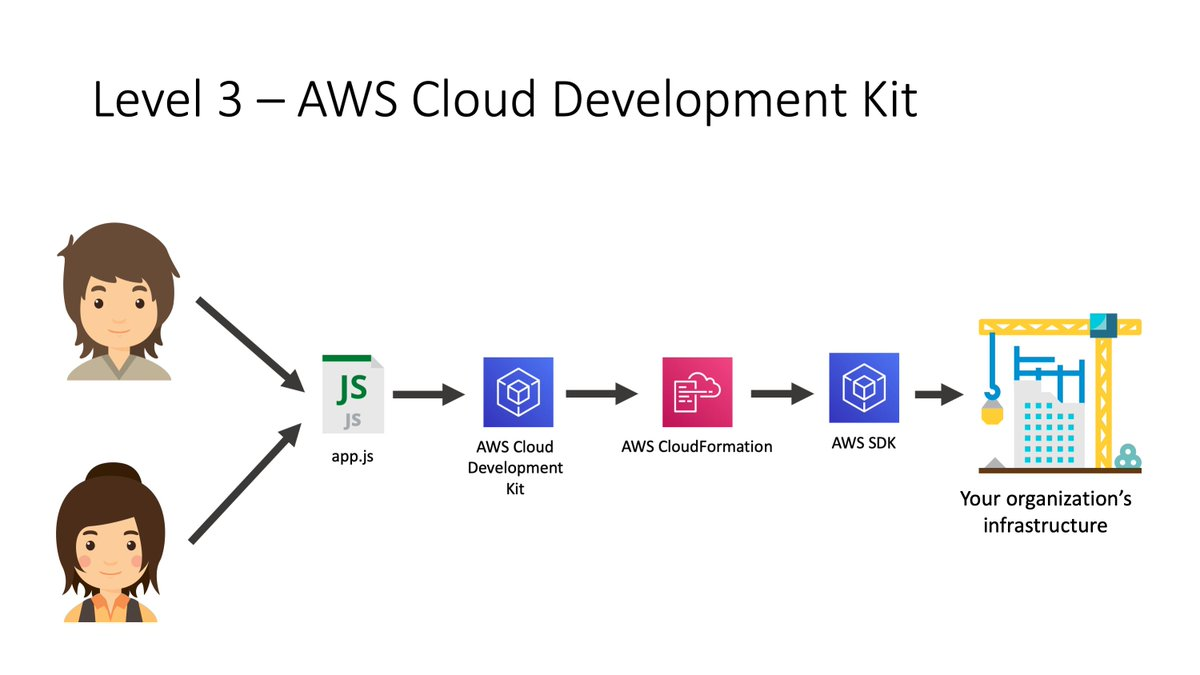 Level 3 – AWS Cloud Development Kit
JS
JS
app.js
AWS Cloud
Development
Kit
AWS CloudFormation
AWS SDK
Your organization’s
infrastructure